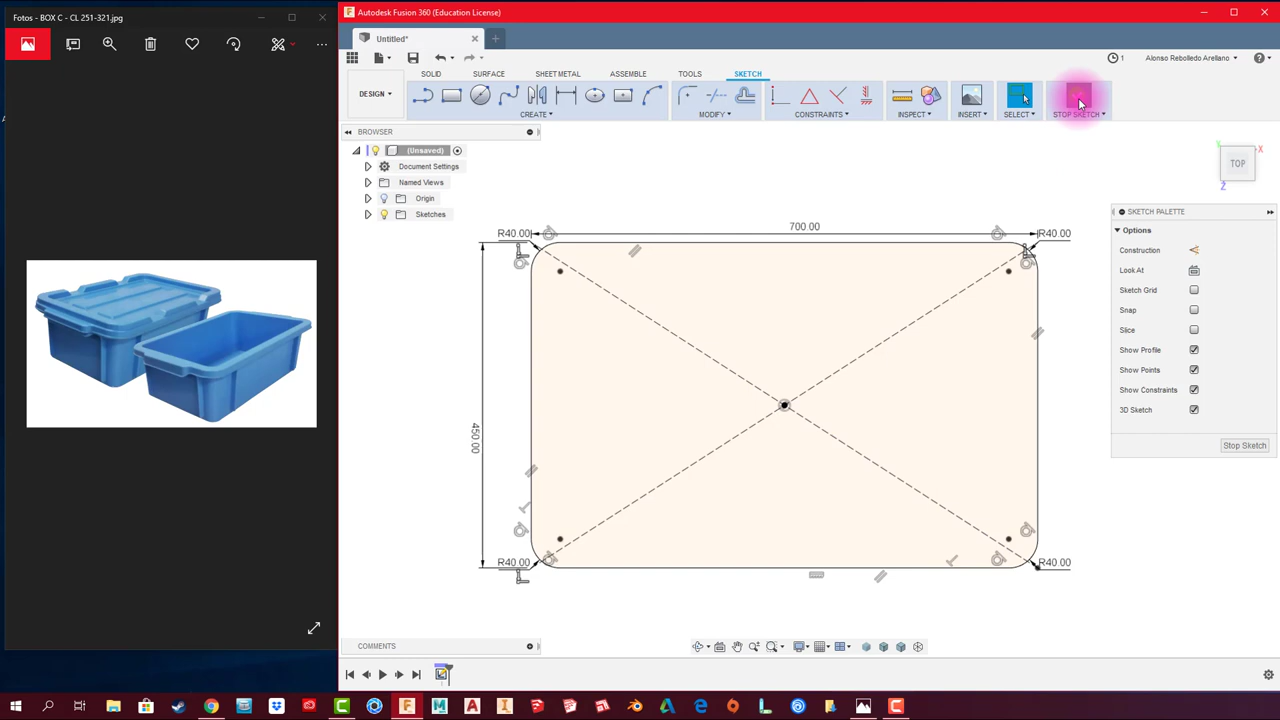 Fotos - BOX C - CL 251-321.jpg
Autodesk Fusion 360 (Education License)
Untitled*
1
Alonso Rebolledo Arellano
DESIGN
SOLID
SURFACE
SHEET METAL
ASSEMBLE
TOOLS
SKETCH
CREATE
MODIFY
CONSTRAINTS
INSPECT
INSERT
SELECT
STOP SKETCH
BROWSER
(Unsaved)
Document Settings
Named Views
Origin
Sketches
TOP
X
Y
Z
SKETCH PALETTE
Options
Construction
Look At
Sketch Grid
Snap
Slice
Show Profile
Show Points
Show Constraints
3D Sketch
Stop Sketch
700.00
R40.00
R40.00
450.00
R40.00
R40.00
COMMENTS